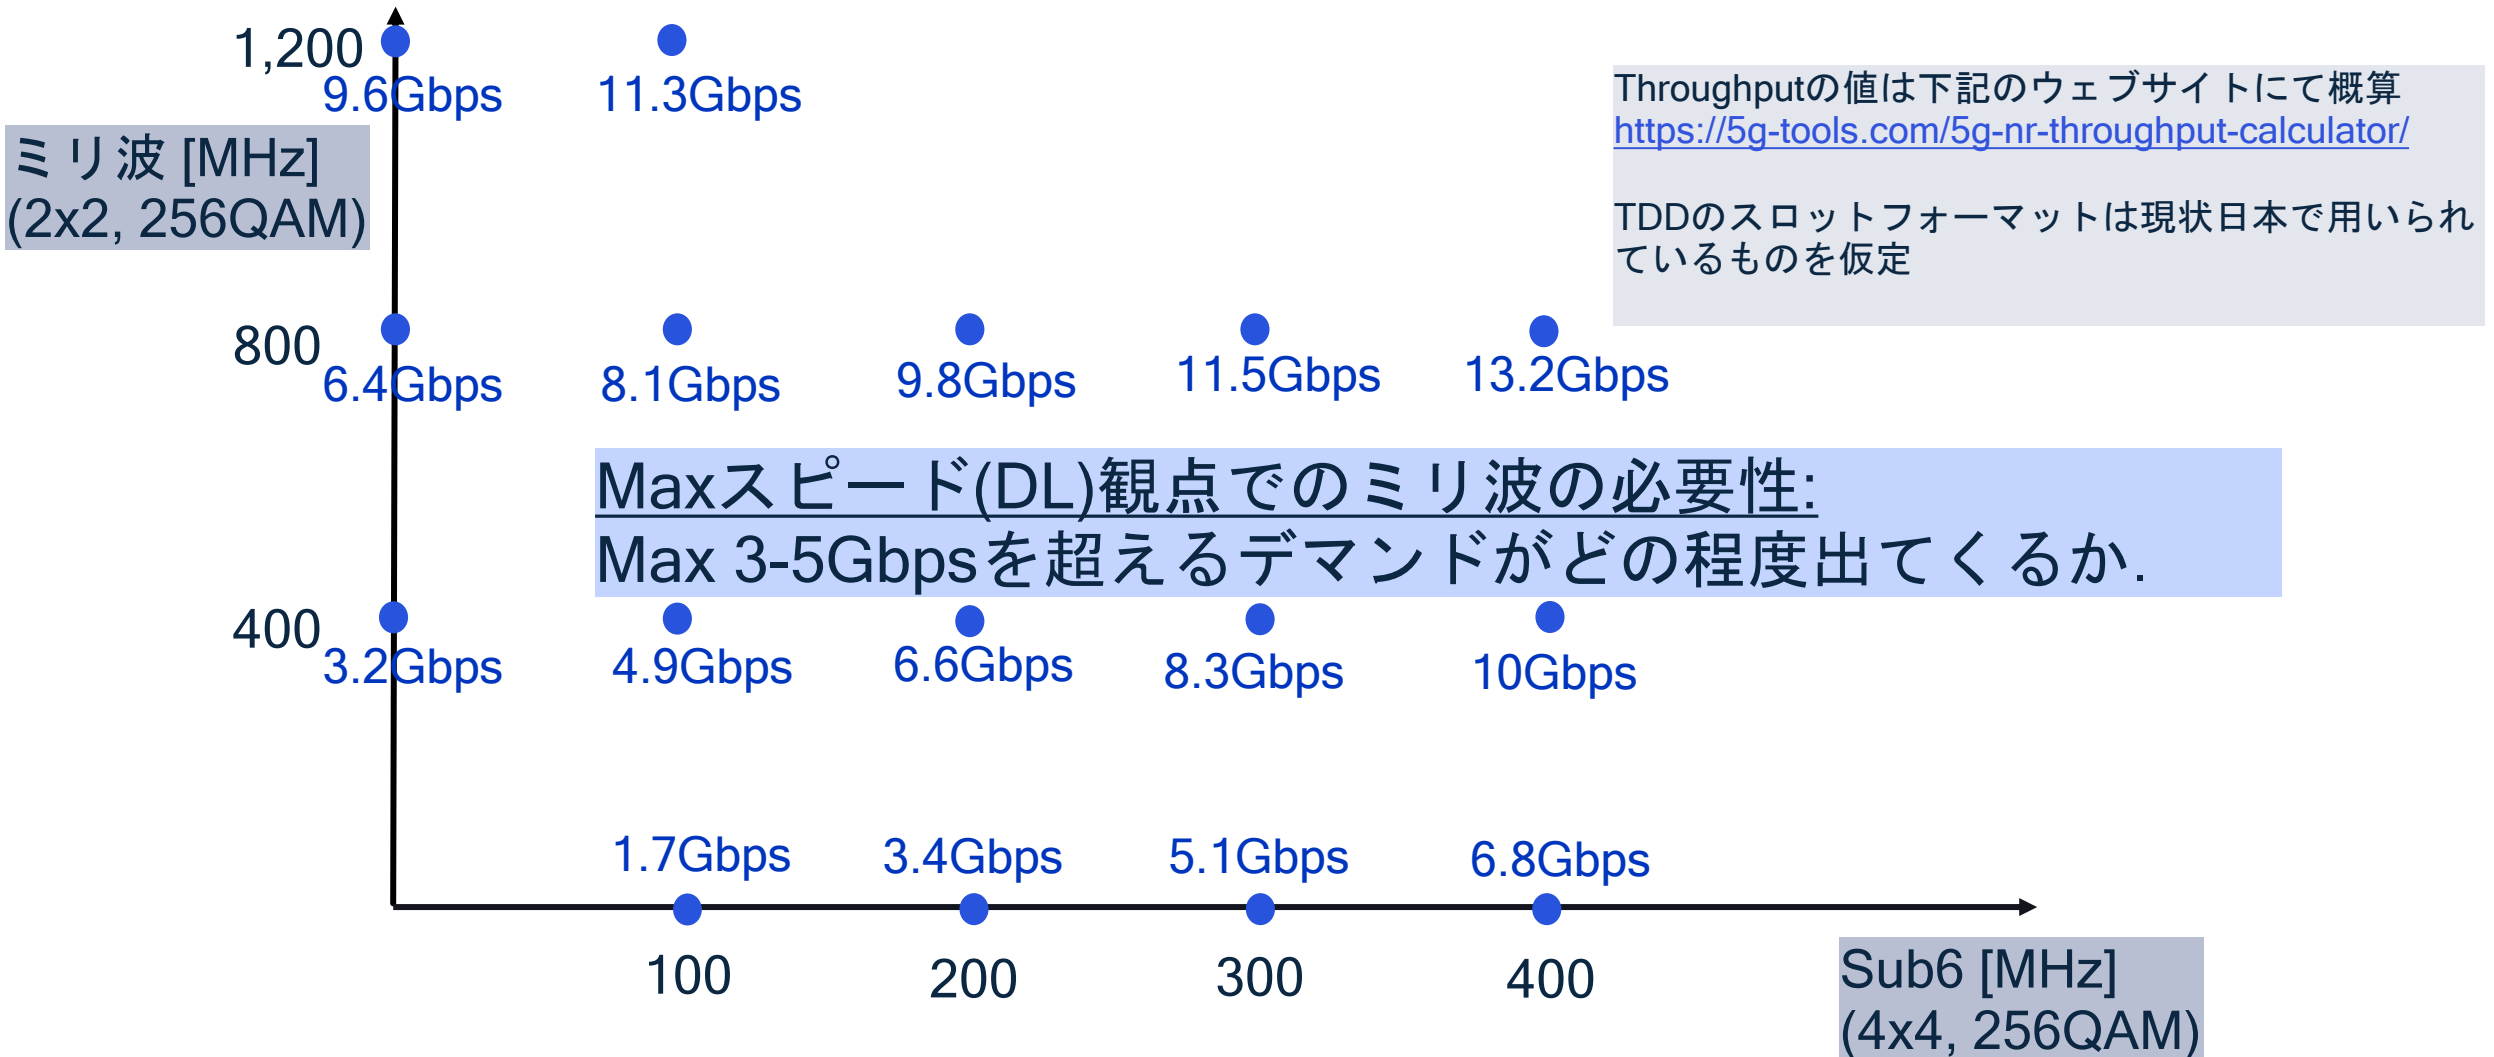 1,200
9.6Gbps
11.3Gbps
ミリ波 [MHz]
(2x2, 256QAM)
Throughputの値は下記のウェブサイトにて概算
https://5g-tools.com/5g-nr-throughput-calculator/
TDDのスロットフォーマットは現状日本で用いられ
ているものを仮定
800
6.4Gbps
8.1Gbps
9.8Gbps
11.5Gbps
13.2Gbps
Maxスピード(DL)観点でのミリ波の必要性:
Max 3-5Gbpsを超えるデマンドがどの程度出てくるか.
400
3.2Gbps
4.9Gbps
6.6Gbps
8.3Gbps
10Gbps
1.7Gbps
3.4Gbps
5.1Gbps
6.8Gbps
100
200
300
400
Sub6 [MHz]
(4x4, 256QAM)